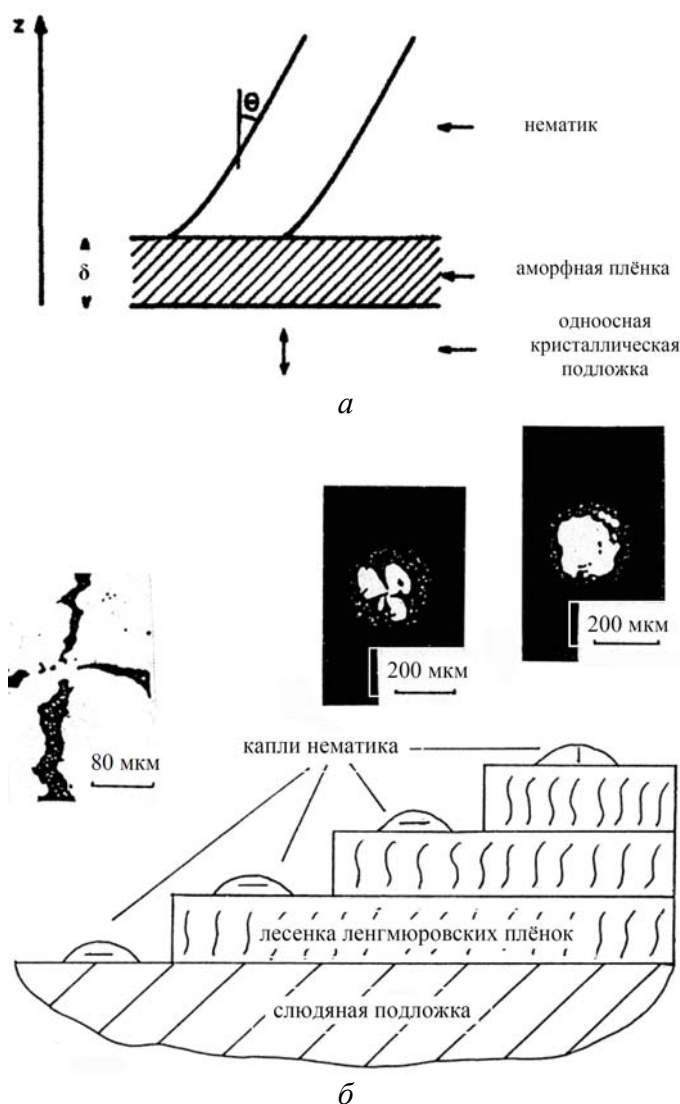 z
Θ
нематик
δ
аморфная плёнка
одноосная
кристаллическая
подложка
а
200 мкм
200 мкм
80 мкм
капли нематика
лесенка ленгмюровских плёнок
слюдяная подложка
б